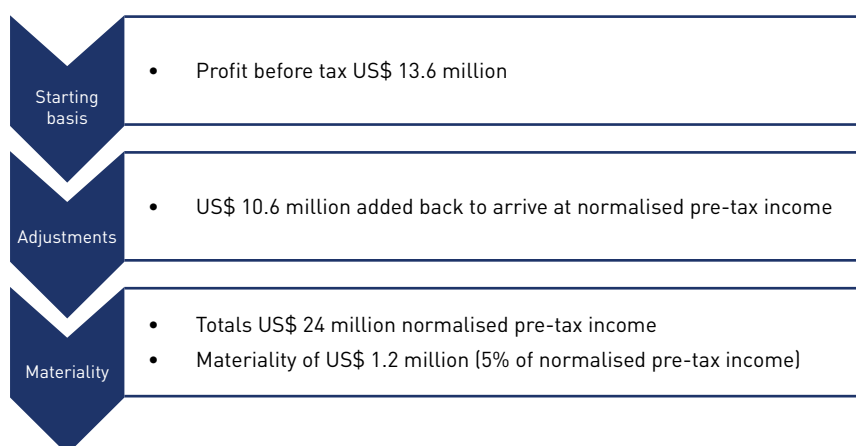 Starting
basis
• Profit before tax US$ 13.6 million
Adjustments
• US$ 10.6 million added back to arrive at normalised pre-tax income
Materiality
• Totals US$ 24 million normalised pre-tax income
• Materiality of US$ 1.2 million (5% of normalised pre-tax income)